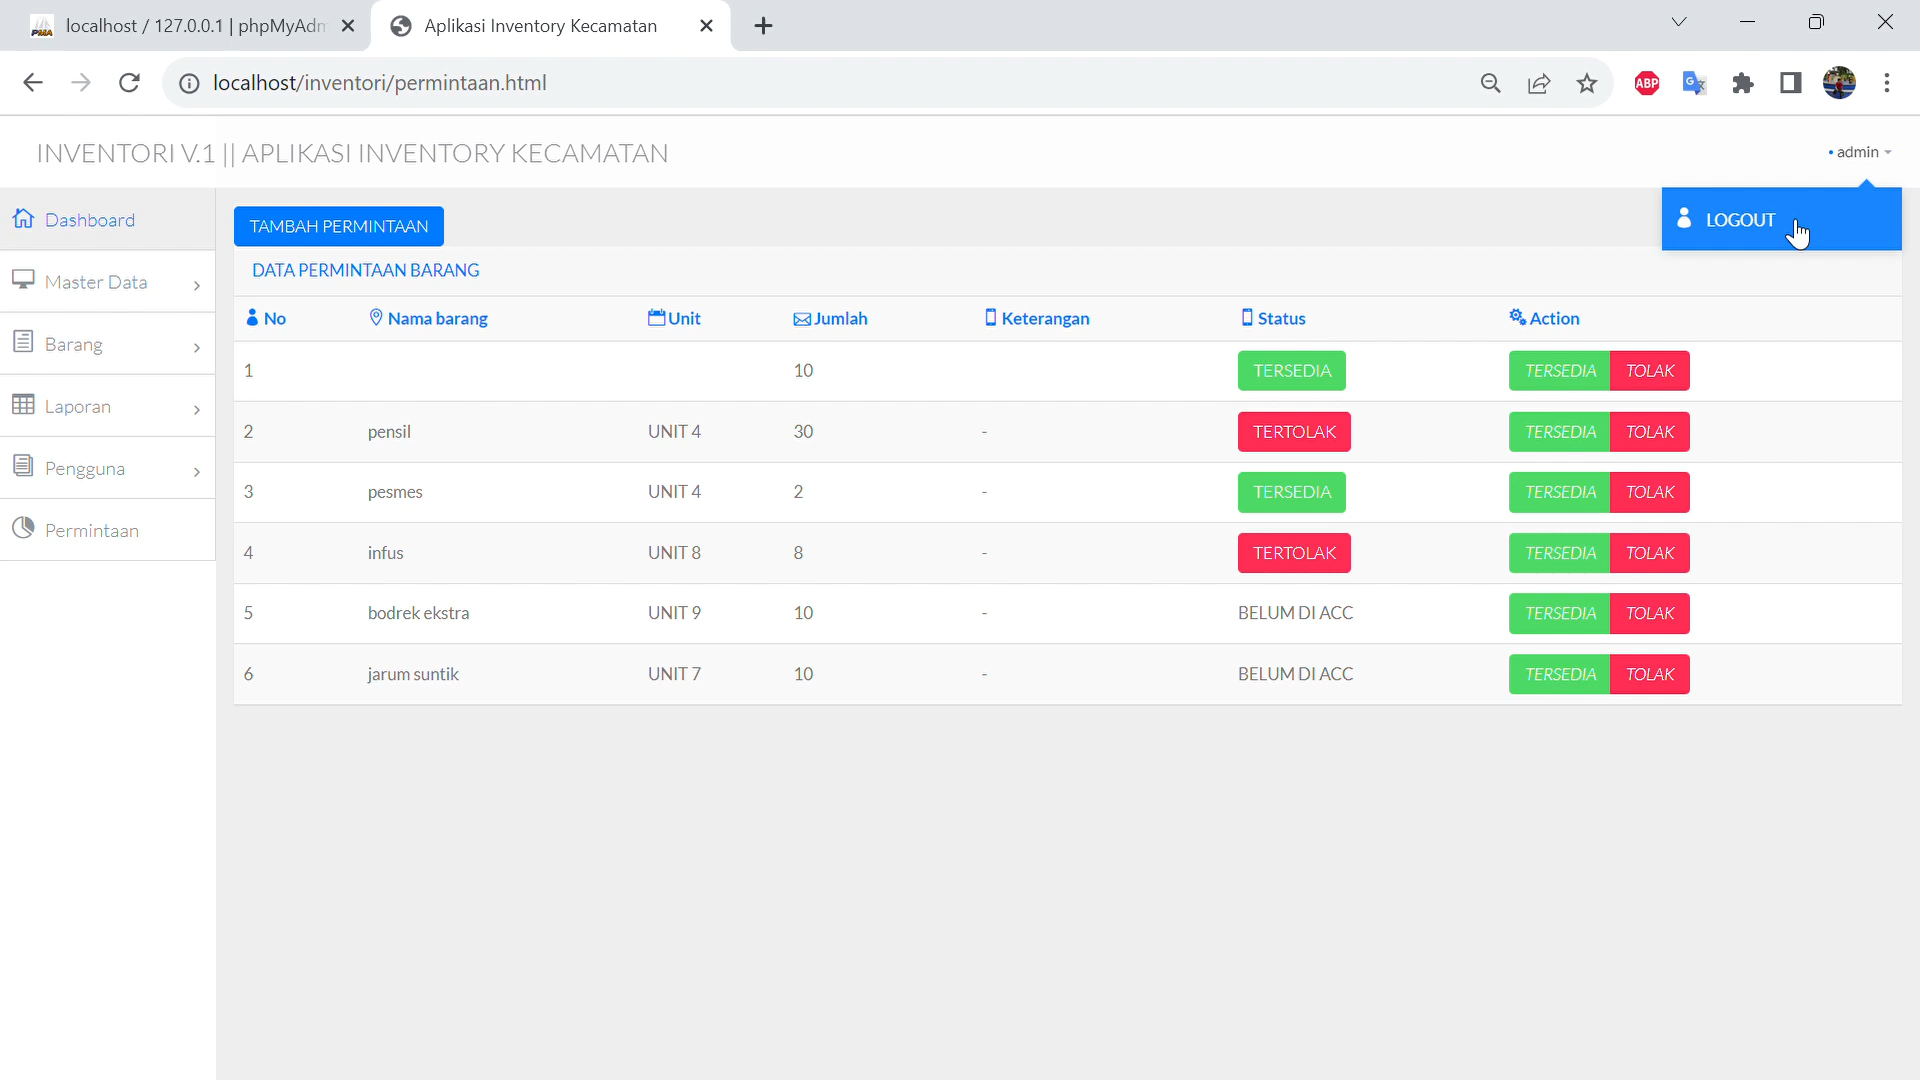 localhost / 127.0.0.1 | phpMyAdm
Aplikasi Inventory Kecamatan
localhost/inventori/permintaan.html
ABP
INVENTORI V.1 || APLIKASI INVENTORY KECAMATAN
admin
LOGOUT
Dashboard
Master Data
Barang
Laporan
Pengguna
Permintaan
TAMBAH PERMINTAAN
DATA PERMINTAAN BARANG
No Nama barang Unit Jumlah Keterangan Status Action
1 10 TERSEDIA TERSEDIA TOLAK
2 pensil UNIT 4 30 - TERTOLAK TERSEDIA TOLAK
3 pesmes UNIT 4 2 - TERSEDIA TERSEDIA TOLAK
4 infus UNIT 8 8 - TERTOLAK TERSEDIA TOLAK
5 bodrek ekstra UNIT 9 10 - BELUM DI ACC TERSEDIA TOLAK
6 jarum suntik UNIT 7 10 - BELUM DI ACC TERSEDIA TOLAK